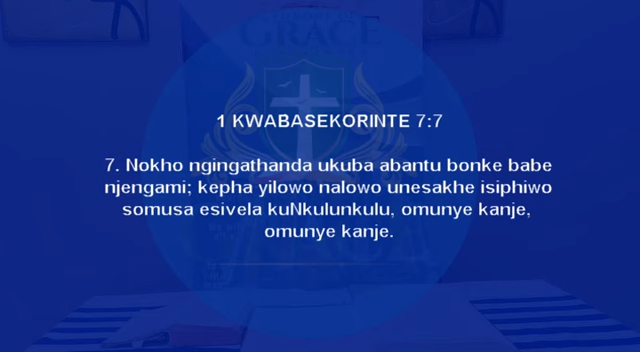 GRACE
1 KWABASEKORINTE 7:7
7. Nokho ngingathanda ukuba abantu bonke babe
njengami; kepha yilowo nalowo unesakhe isiphiwo
somusa esivela kuNkulunkulu, omunye kanje,
omunye kanje.